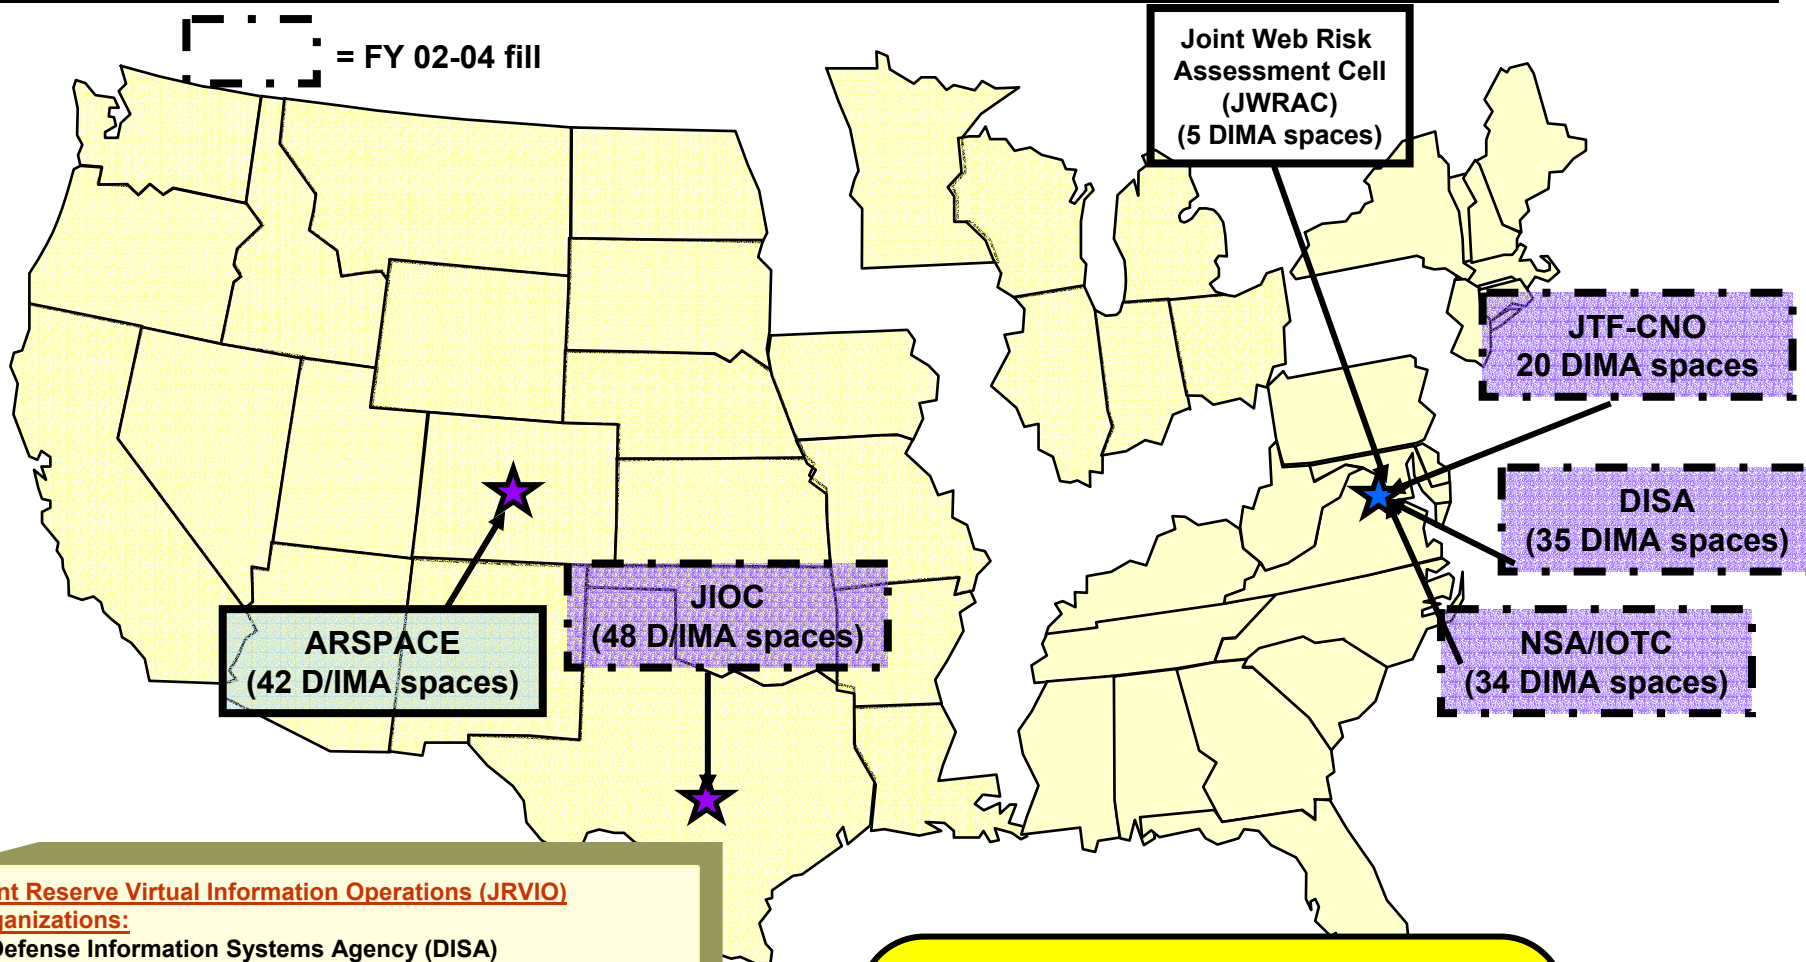 = FY 02-04 fill
Joint Web Risk
Assessment Cell
(JWRAC)
(5 DIMA spaces)
JTF-CNO
20 DIMA spaces
DISA
(35 DIMA spaces)
NSA/IOTC
(34 DIMA spaces)
JIOC
(48 D/IMA spaces)
ARSPACE
(42 D/IMA spaces)
nt Reserve Virtual Information Operations (JRVIO)
ganizations:
Defense Information Systems Agency (DISA)